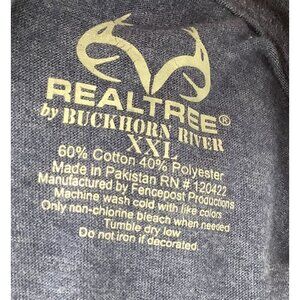 REALTREE®
by BUCKHORN RIVER
XXL
60% Cotton 40% Polyester
Made in Pakistan RN # 120422
Manufactured by Fencepost Productions
Machine wash cold with like colors
Only non-chlorine bleach when needed
Tumble dry low
Do not iron if decorated.